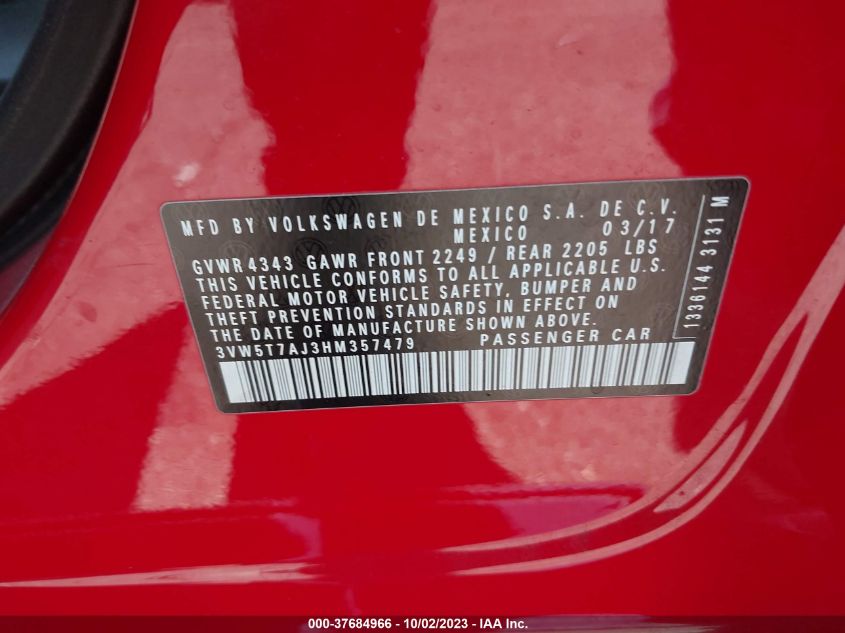 MFD BY VOLKSWAGEN DE MEXICO S.A. DE C.V.
MEXICO 03/17
GVWR 4343 GAWR FRONT 2249 / REAR 2205 LBS
THIS VEHICLE CONFORMS TO ALL APPLICABLE U.S.
FEDERAL MOTOR VEHICLE SAFETY, BUMPER AND
THEFT PREVENTION STANDARDS IN EFFECT ON
THE DATE OF MANUFACTURE SHOWN ABOVE.
3VW5T7AJ3HM357479 PASSENGER CAR
1336144 3131 M
000-37684966 - 10/02/2023 - IAA Inc.